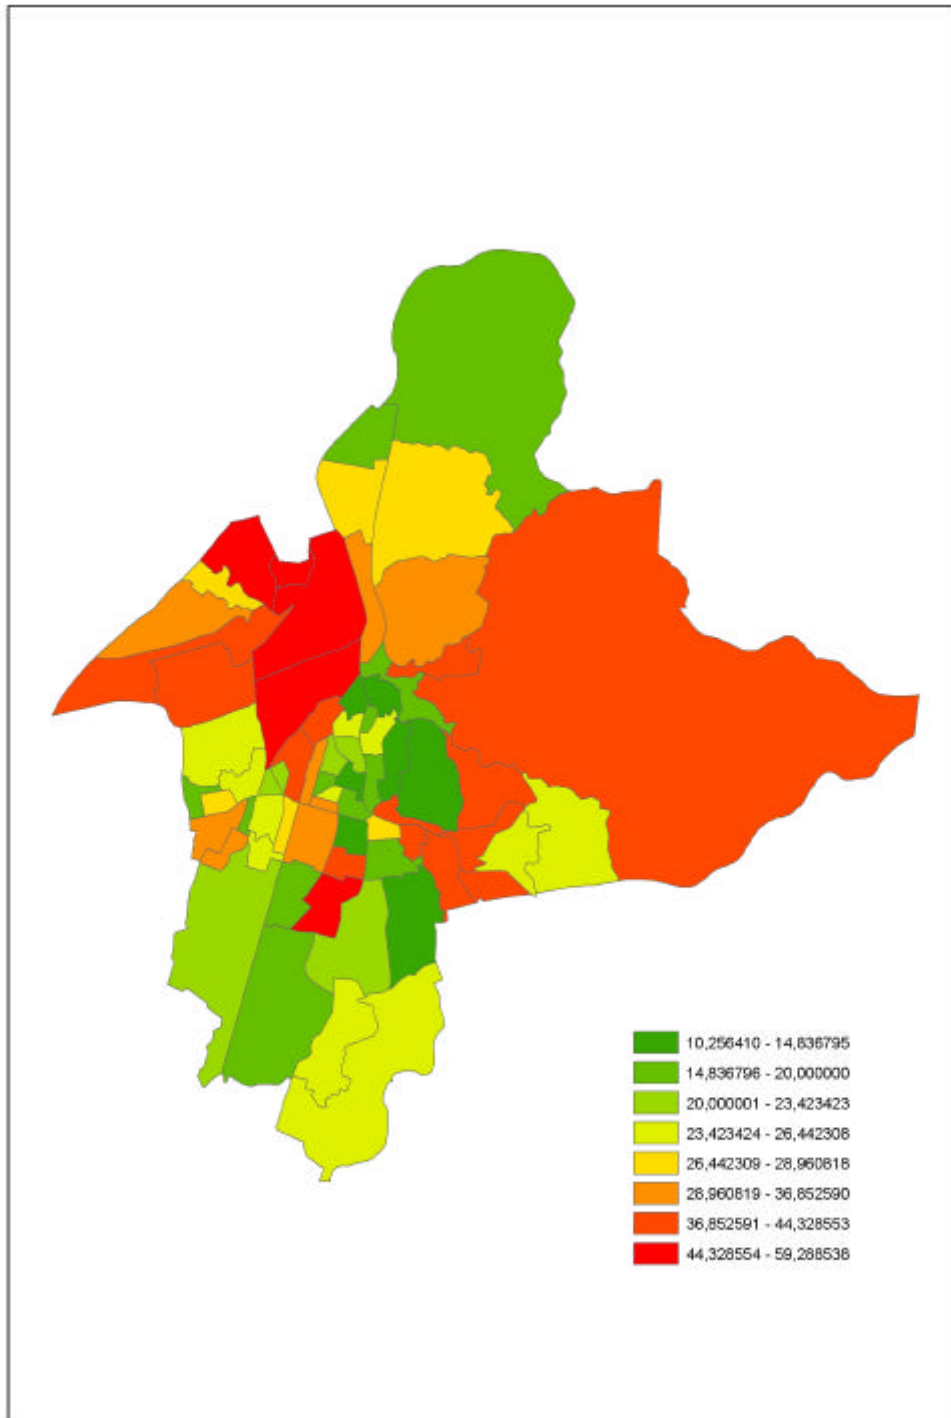 10,256410 - 14,836795
14,836796 - 20,000000
20,000001 - 23,423423
23,423424 - 26,442308
26,442309 - 28,960818
28,960819 - 36,852590
36,852591 - 44,328553
44,328554 - 59,288538